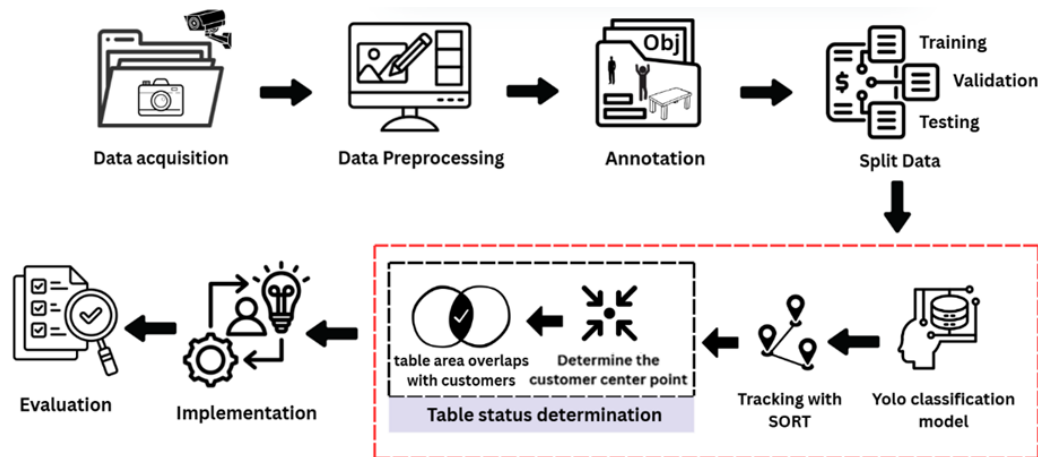 Obj
$
Training
Validation
Testing
Data acquisition
Data Preprocessing
Annotation
Split Data
table area overlaps
with customers
Determine the
customer center point
Table status determination
Tracking with
SORT
Yolo classification
model
Implementation
Evaluation